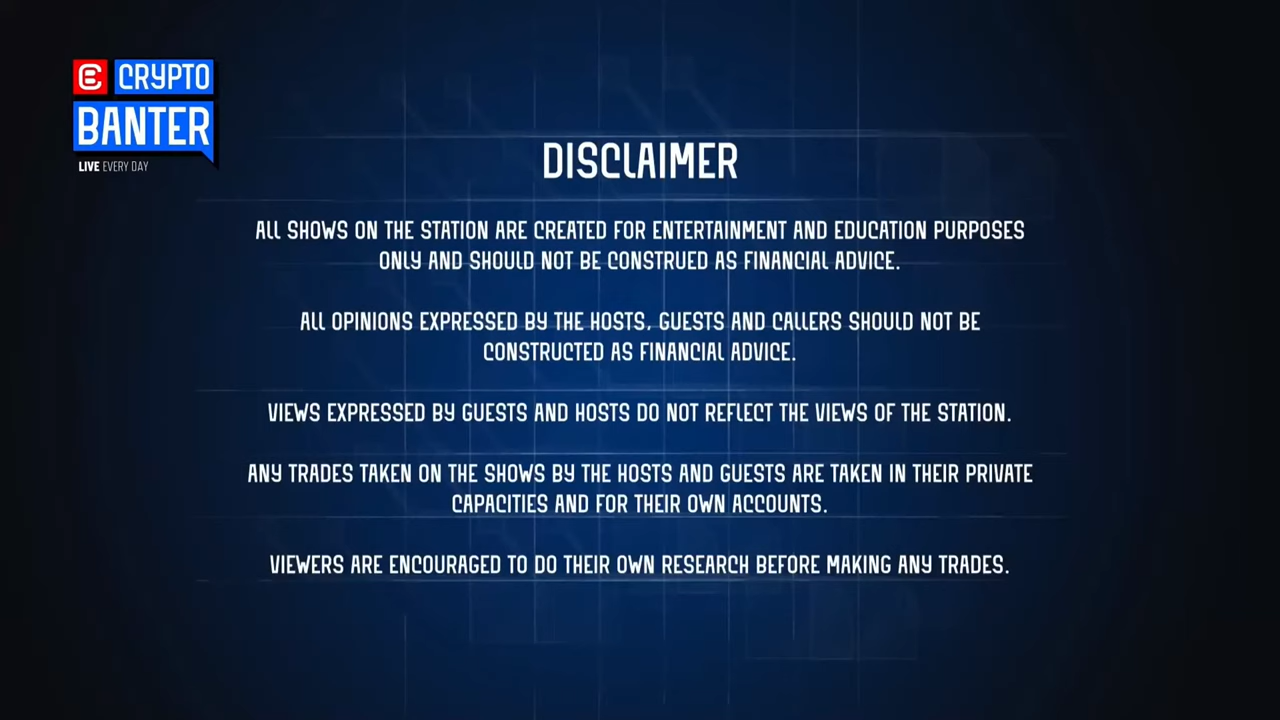 CRYPTO
BANTER
LIVE EVERY DAY
DISCLAIMER
ALL SHOWS ON THE STATION ARE CREATED FOR ENTERTAINMENT AND EDUCATION PURPOSES
ONLY AND SHOULD NOT BE CONSTRUED AS FINANCIAL ADVICE.
ALL OPINIONS EXPRESSED BY THE HOSTS, GUESTS AND CALLERS SHOULD NOT BE
CONSTRUCTED AS FINANCIAL ADVICE.
VIEWS EXPRESSED BY GUESTS AND HOSTS DO NOT REFLECT THE VIEWS OF THE STATION.
ANY TRADES TAKEN ON THE SHOWS BY THE HOSTS AND GUESTS ARE TAKEN IN THEIR PRIVATE
CAPACITIES AND FOR THEIR OWN ACCOUNTS.
VIEWERS ARE ENCOURAGED TO DO THEIR OWN RESEARCH BEFORE MAKING ANY TRADES.